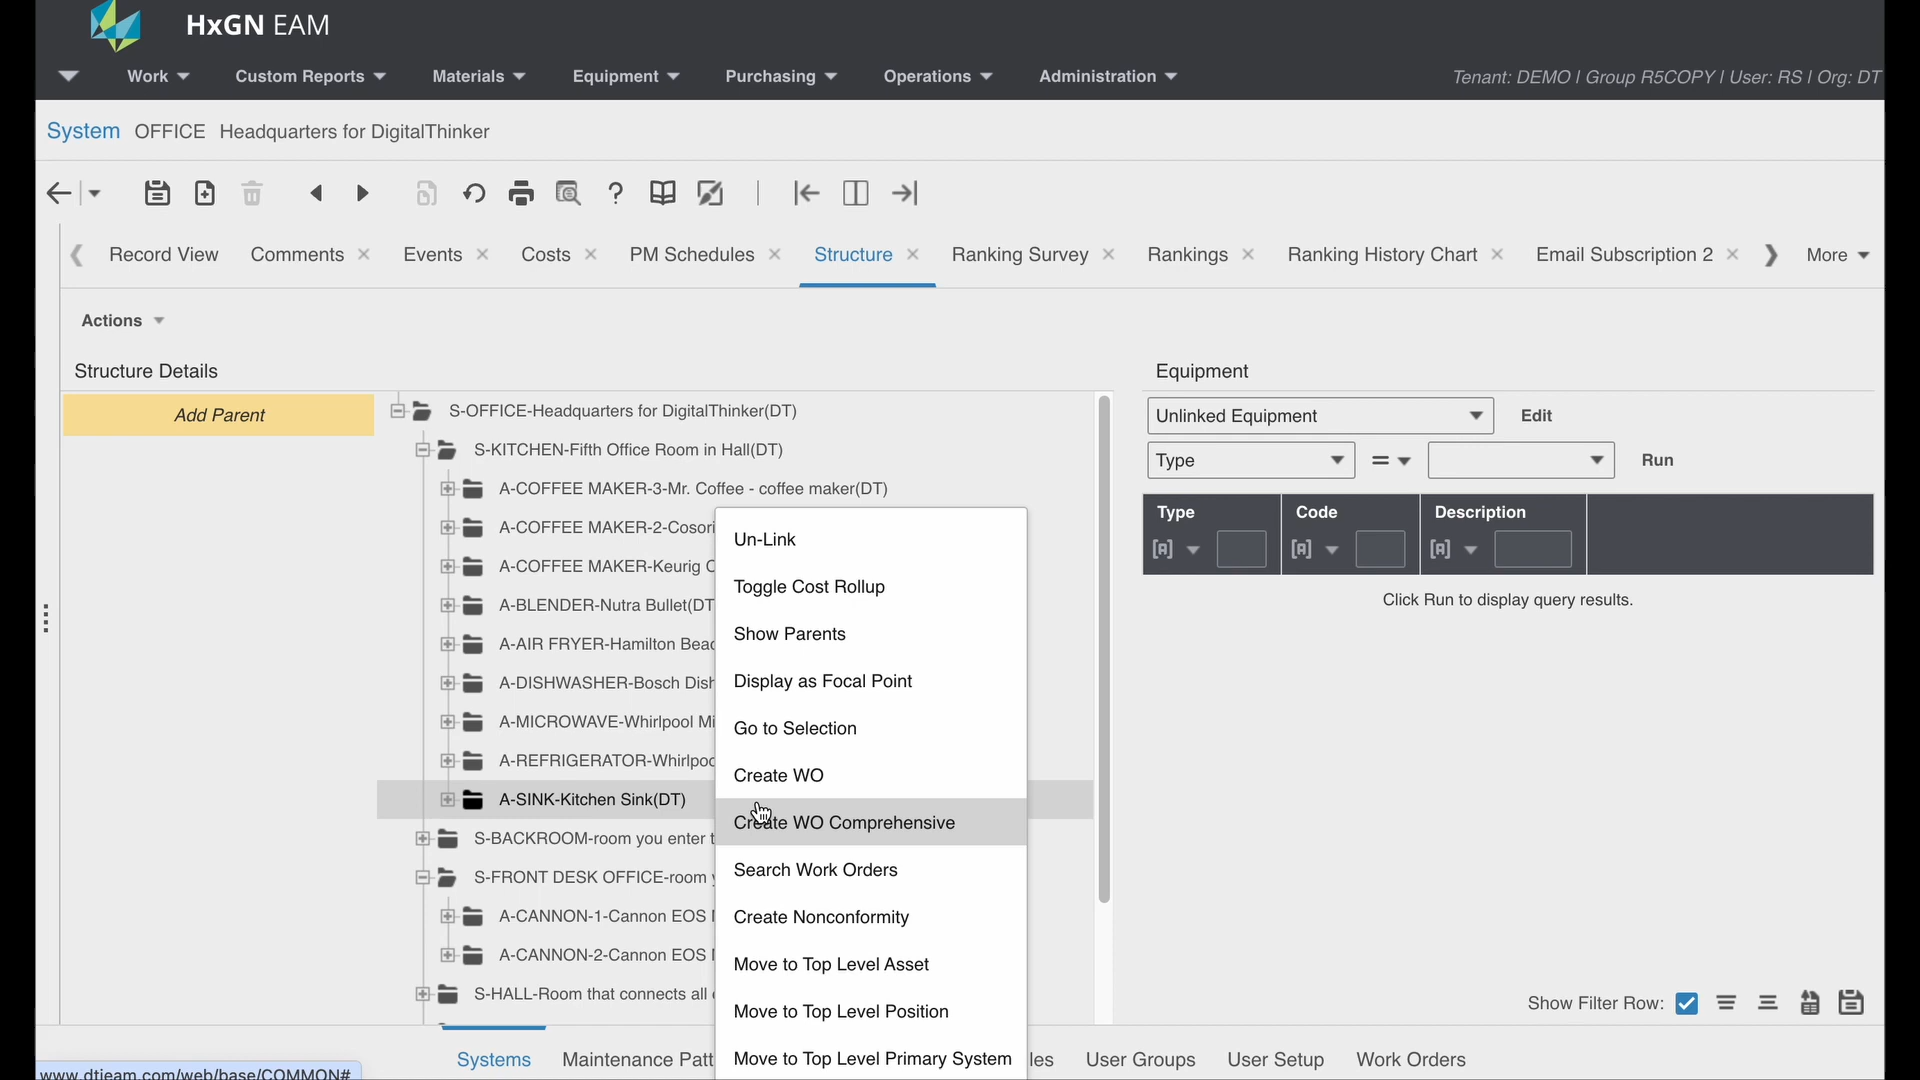 HxGN EAM
Work Custom Reports Materials Equipment Purchasing Operations Administration Tenant: DEMO | Group R5COPY | User: RS | Org: DT
System OFFICE Headquarters for DigitalThinker
Record View Comments Events Costs PM Schedules Structure Ranking Survey Rankings Ranking History Chart Email Subscription 2 More
Actions
Structure Details
Add Parent
S-OFFICE-Headquarters for DigitalThinker(DT)
S-KITCHEN-Fifth Office Room in Hall(DT)
A-COFFEE MAKER-3-Mr. Coffee - coffee maker(DT)
A-COFFEE MAKER-2-Cosori
A-COFFEE MAKER-Keurig
A-BLENDER-Nutra Bullet(DT
A-AIR FRYER-Hamilton Beac
A-DISHWASHER-Bosch Dish
A-MICROWAVE-Whirlpool Mi
A-REFRIGERATOR-Whirlpoo
A-SINK-Kitchen Sink(DT)
S-BACKROOM-room you enter t
S-FRONT DESK OFFICE-room y
A-CANNON-1-Cannon EOS
A-CANNON-2-Cannon EOS
S-HALL-Room that connects all
Un-Link
Toggle Cost Rollup
Show Parents
Display as Focal Point
Go to Selection
Create WO
Create WO Comprehensive
Search Work Orders
Create Nonconformity
Move to Top Level Asset
Move to Top Level Position
Move to Top Level Primary System
Equipment
Unlinked Equipment Edit
Type = Run
Type Code Description
[A] [A] [A]
Click Run to display query results.
Show Filter Row:
Systems Maintenance Patt les User Groups User Setup Work Orders
www.dtieam.com/web/base/COMMON#